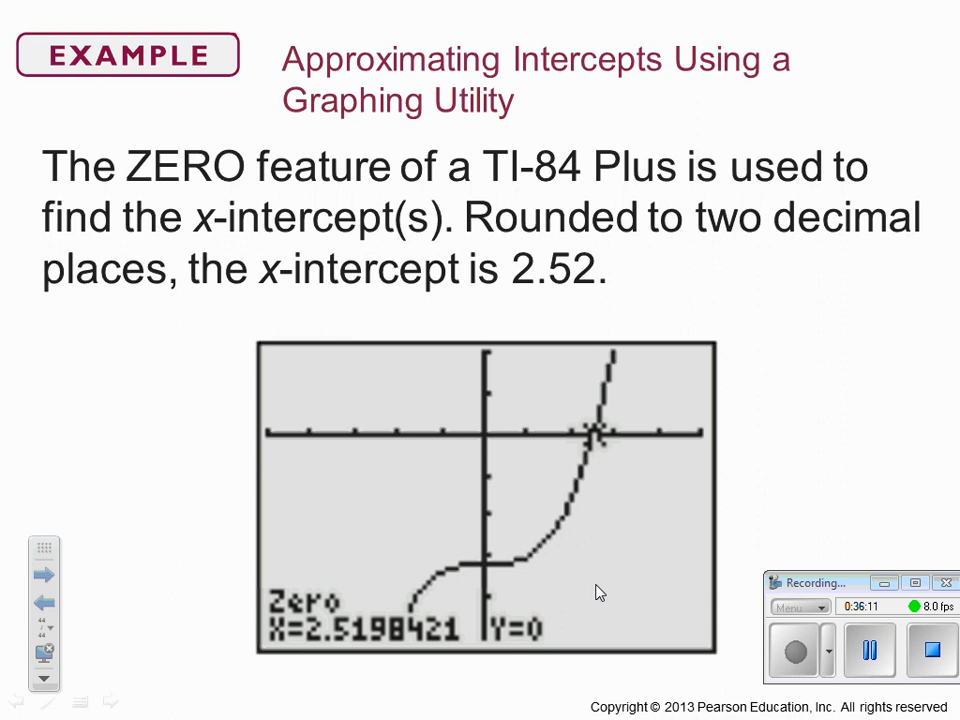 EXAMPLE
Approximating Intercepts Using a
Graphing Utility
The ZERO feature of a TI-84 Plus is used to
find the x-intercept(s). Rounded to two decimal
places, the x-intercept is 2.52.
Zero
X=2.5198421 Y=0
44
/
44
Recording...
Menu
0:36:11
8.0 fps
Copyright © 2013 Pearson Education, Inc. All rights reserved